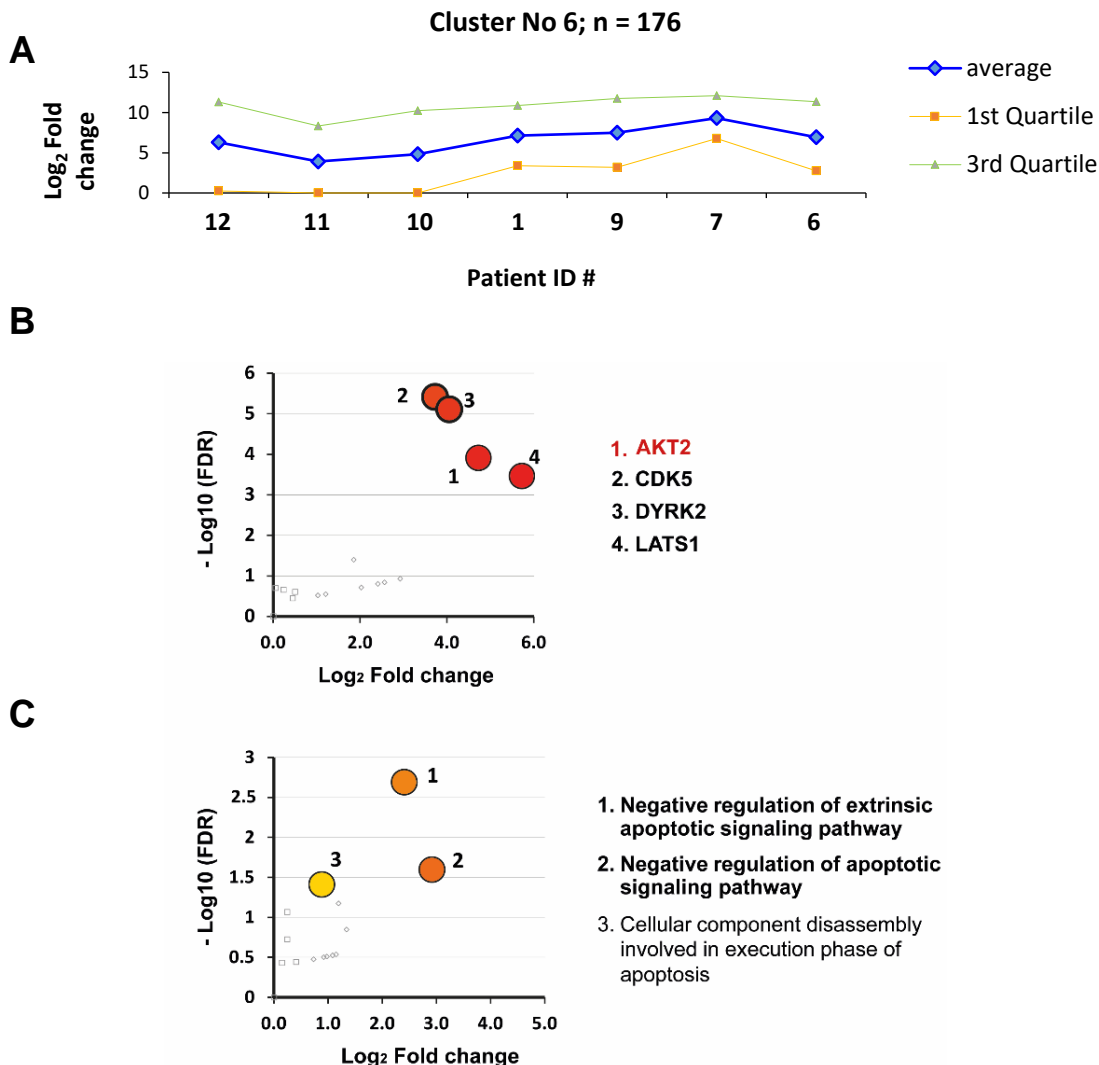 Cluster No 6; n = 176
A
Log2 Fold
change
15
10
5
0
12 11 10 1 9 7 6
Patient ID #
average
1st Quartile
3rd Quartile
B
- Log10 (FDR)
6
5
4
3
2
1
0
2
3
1
4
0.0 2.0 4.0 6.0
Log2 Fold change
1. AKT2
2. CDK5
3. DYRK2
4. LATS1
C
- Log10 (FDR)
3
2.5
2
1.5
1
0.5
0
1
3
2
0.0 1.0 2.0 3.0 4.0 5.0
Log2 Fold change
1. Negative regulation of extrinsic
apoptotic signaling pathway
2. Negative regulation of apoptotic
signaling pathway
3. Cellular component disassembly
involved in execution phase of
apoptosis